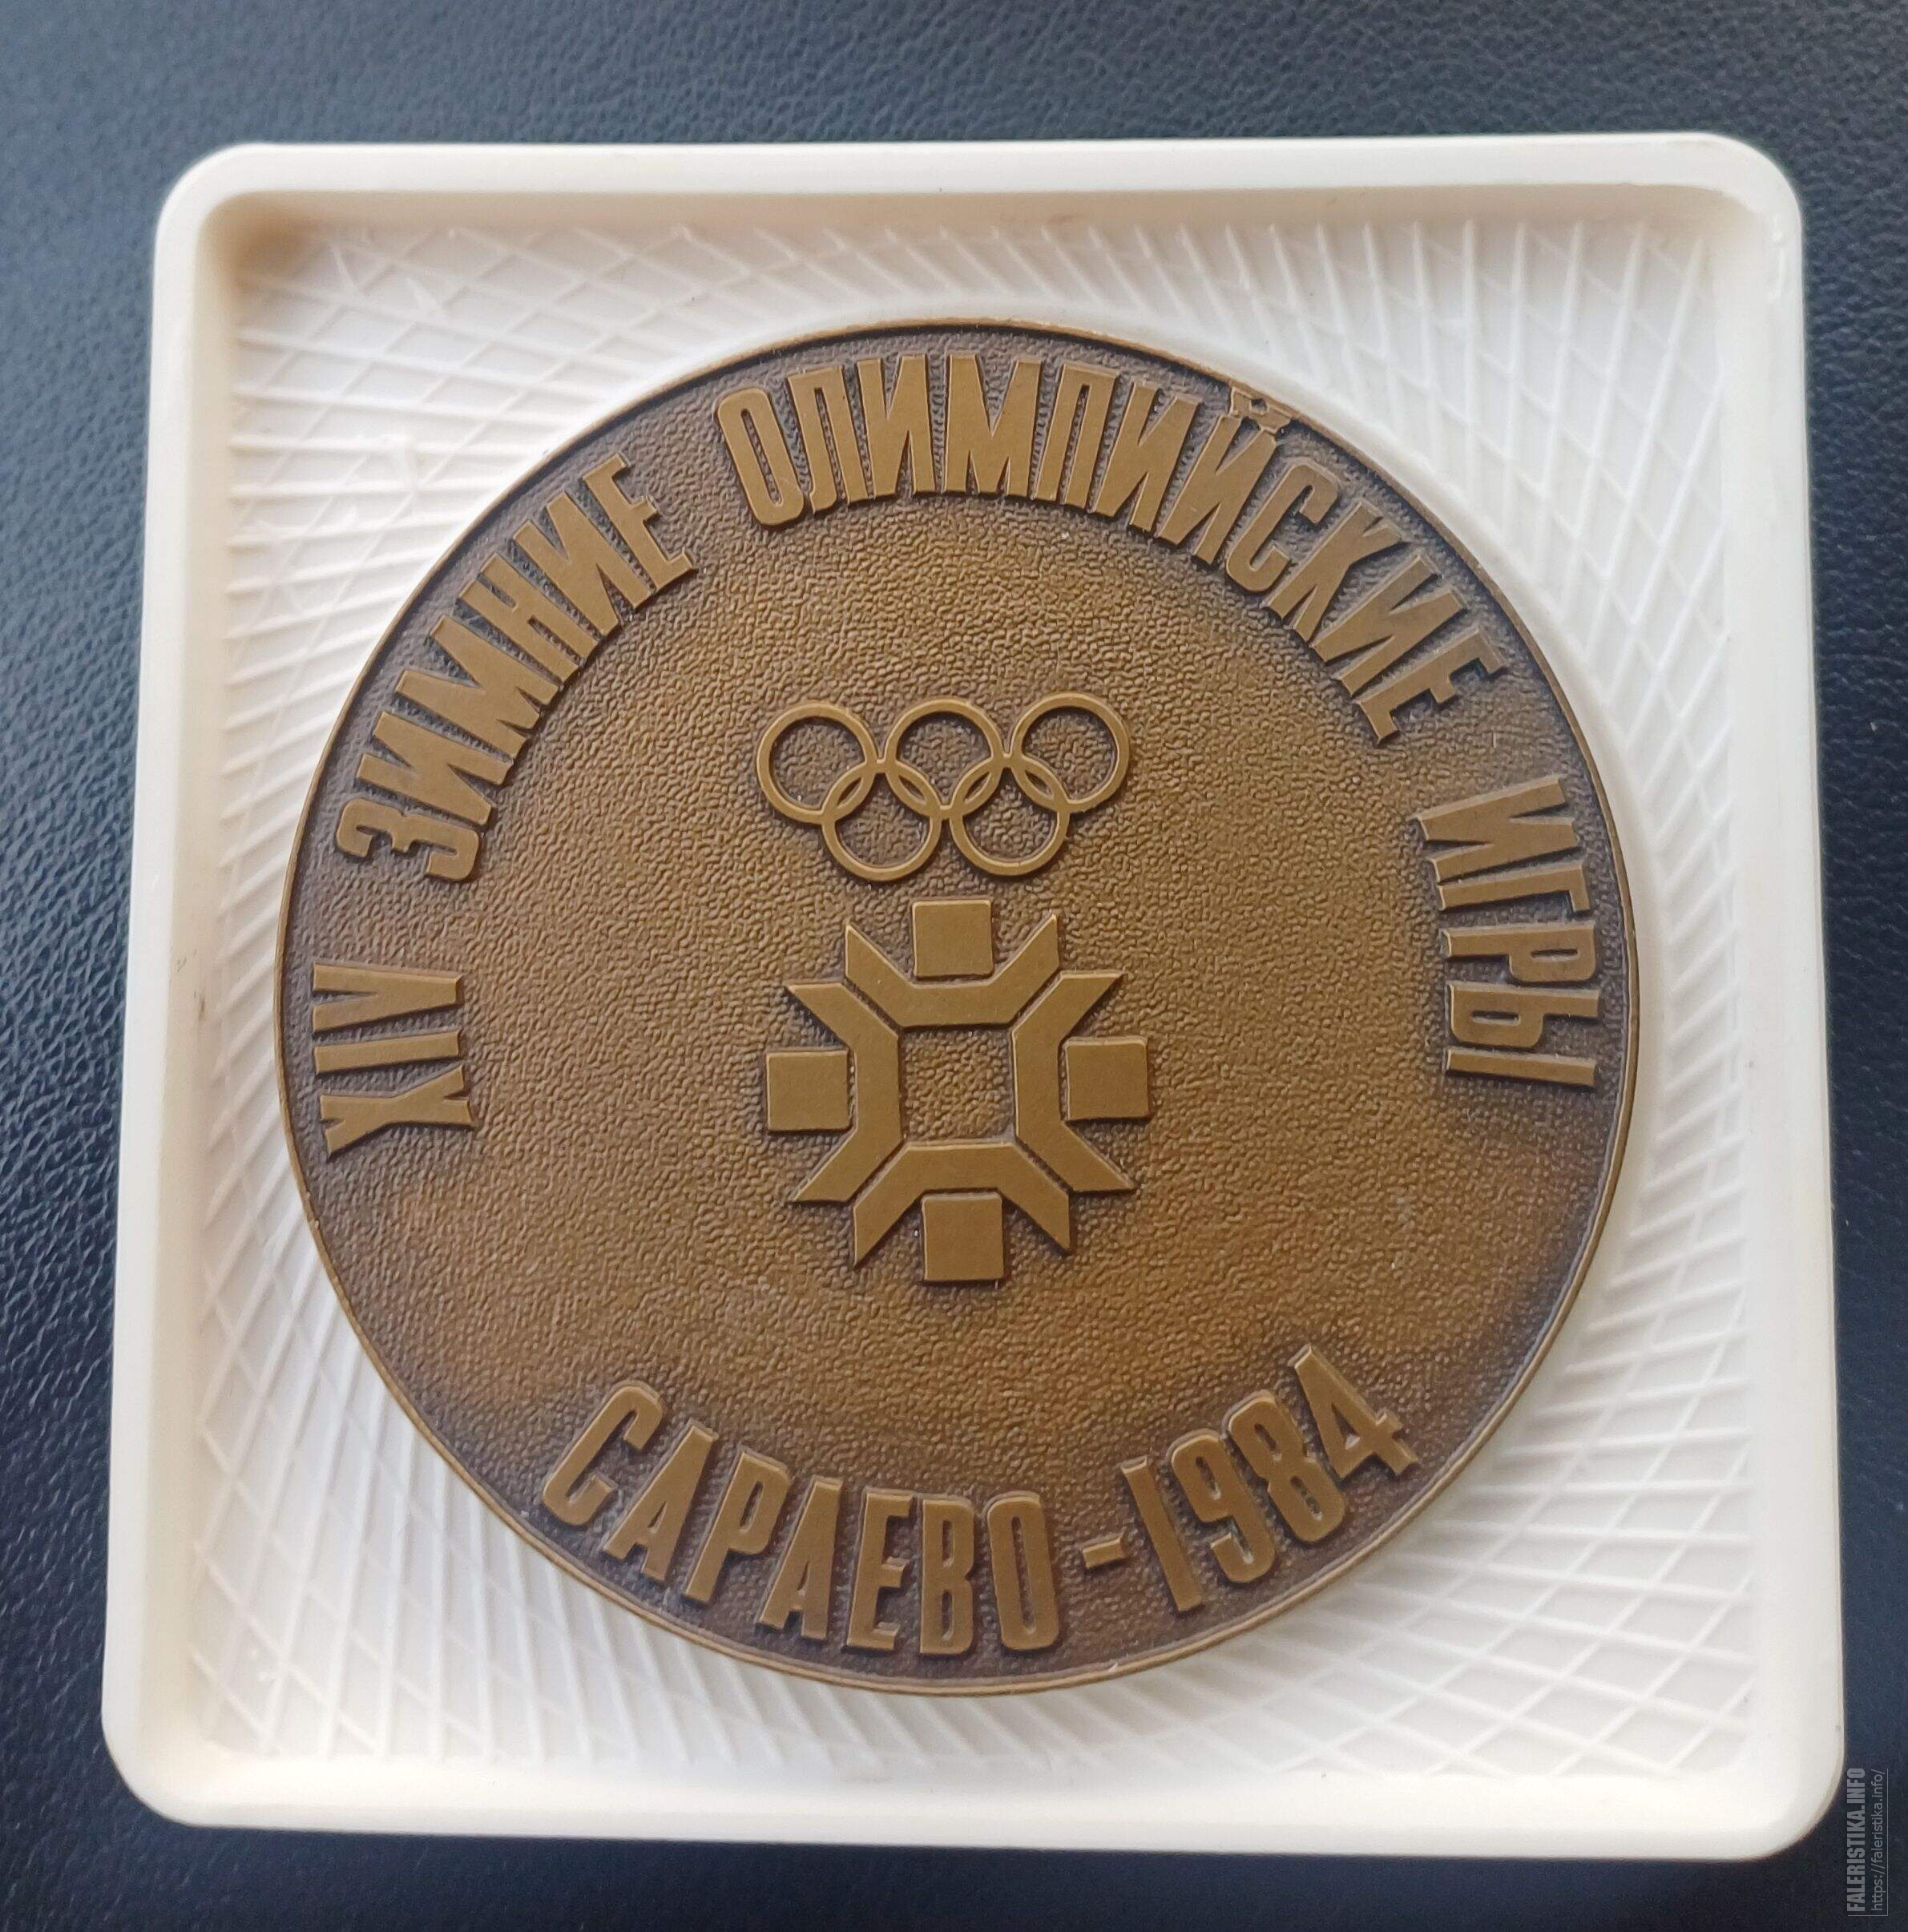 XIV ЗИМНИЕ ОЛИМПИЙСКИЕ ИГРЫ
САРАЕВО-1984
FALERISTIKA.INFO
https://faleristika.info/